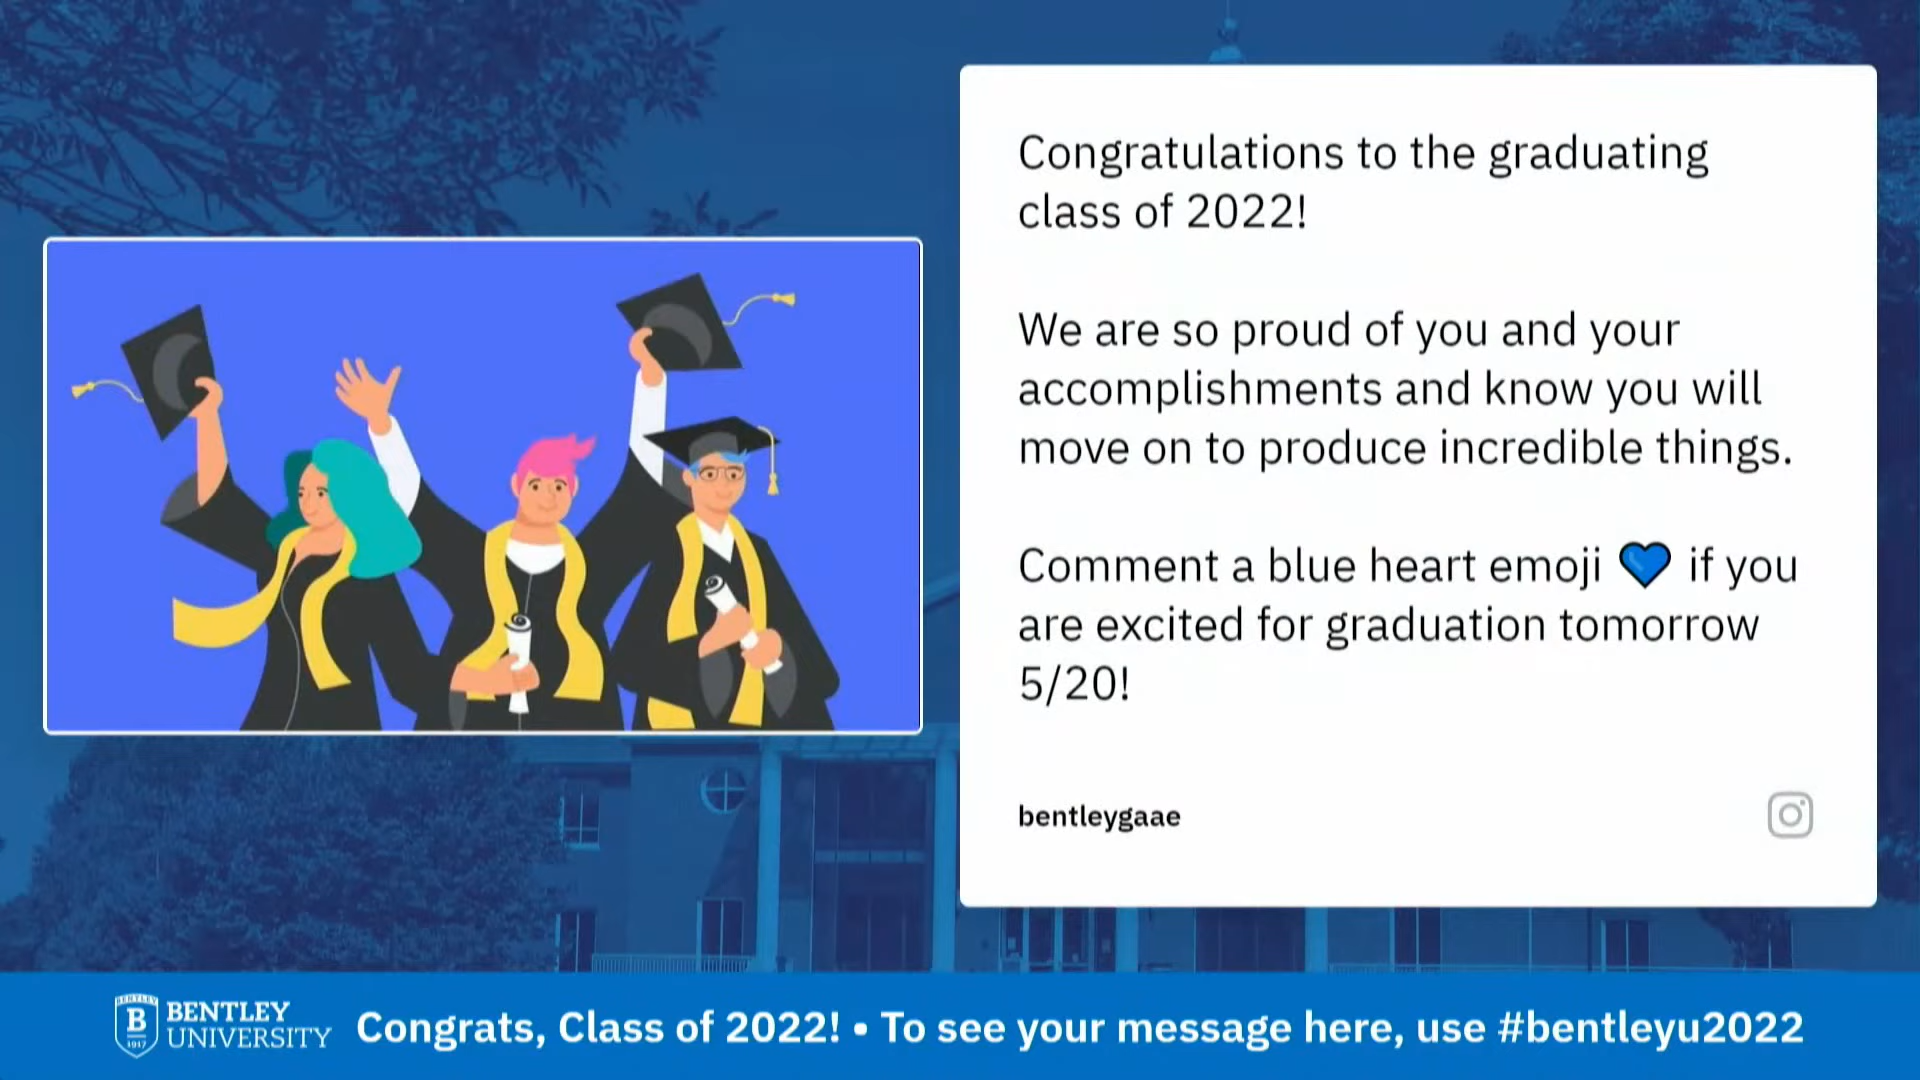 Congratulations to the graduating
class of 2022!
We are so proud of you and your
accomplishments and know you will
move on to produce incredible things.
Comment a blue heart emoji 💙 if you
are excited for graduation tomorrow
5/20!
bentleygaae
BENTLEY
B
1917
BENTLEY
UNIVERSITY
Congrats, Class of 2022! • To see your message here, use #bentleyu2022